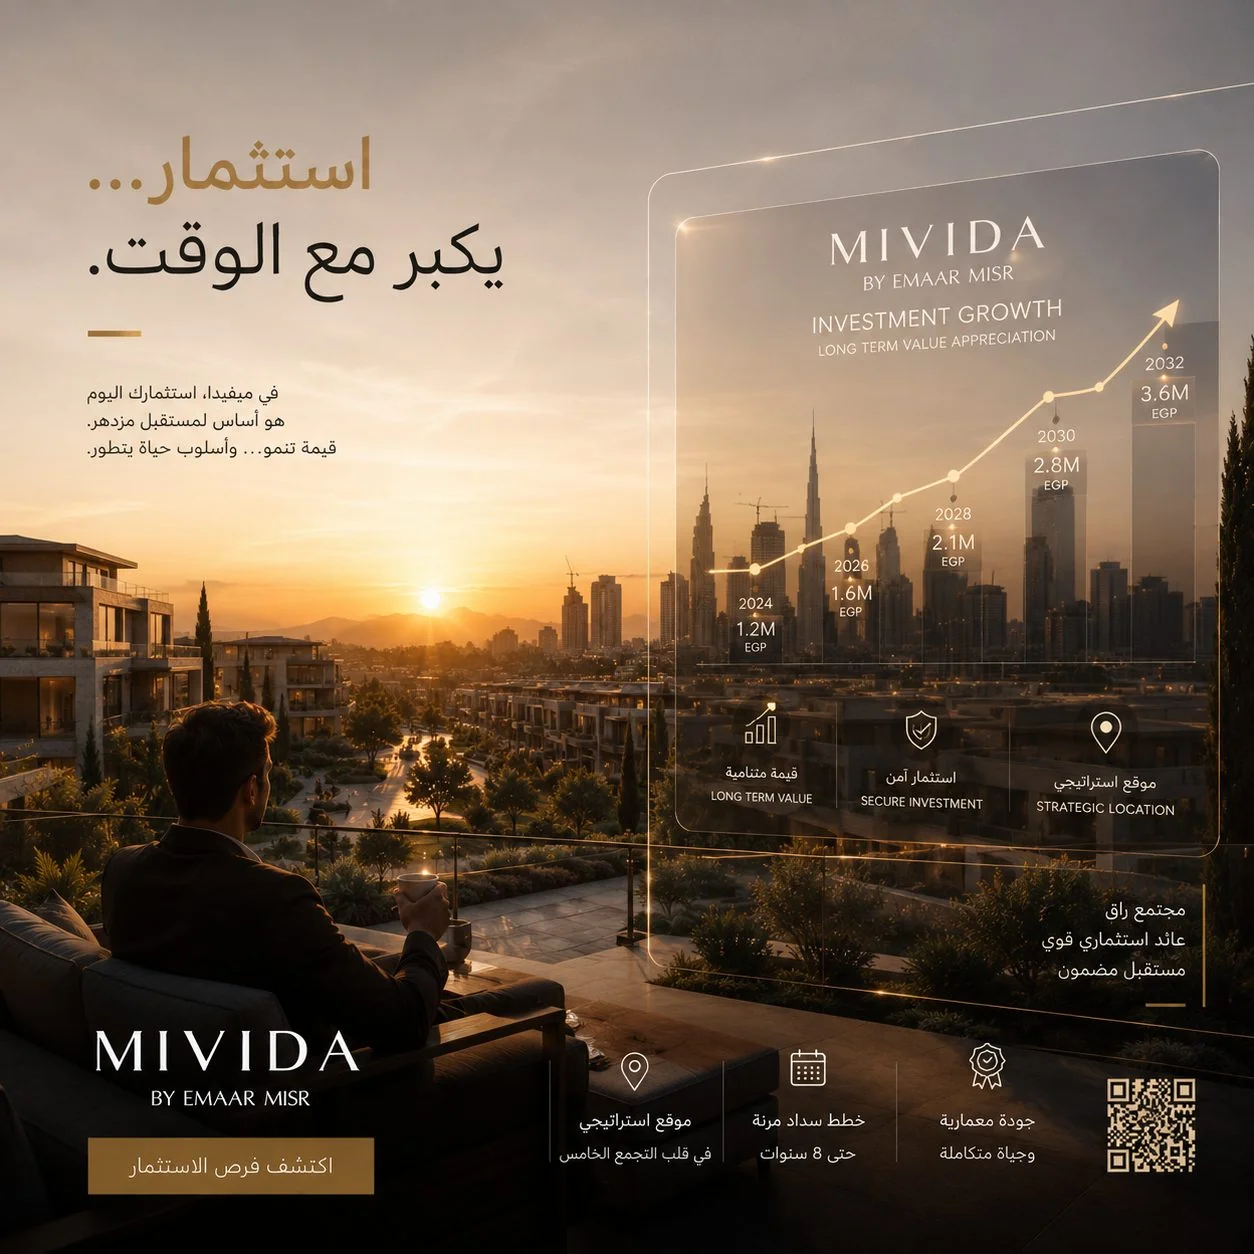 استثمار...
يكبر مع الوقت.
في ميفيدا، استثمارك اليوم
هو أساس لمستقبل مزدهر.
قيمة تنمو... وأسلوب حياة يتطور.
MIVIDA
BY EMAAR MISR
INVESTMENT GROWTH
LONG TERM VALUE APPRECIATION
2024
1.2M
EGP
2026
1.6M
EGP
2028
2.1M
EGP
2030
2.8M
EGP
2032
3.6M
EGP
قيمة متنامية
LONG TERM VALUE
استثمار آمن
SECURE INVESTMENT
موقع استراتيجي
STRATEGIC LOCATION
مجتمع راق
عائد استثماري قوي
مستقبل مضمون
MIVIDA
BY EMAAR MISR
اكتشف فرص الاستثمار
موقع استراتيجي
في قلب التجمع الخامس
خطط سداد مرنة
حتى 8 سنوات
جودة معمارية
وجياة متكاملة